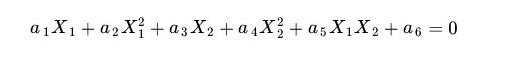 a₁X₁ + a₂X₁² + a₃X₂ + a₄X₂² + a₅X₁X₂ + a₆ = 0